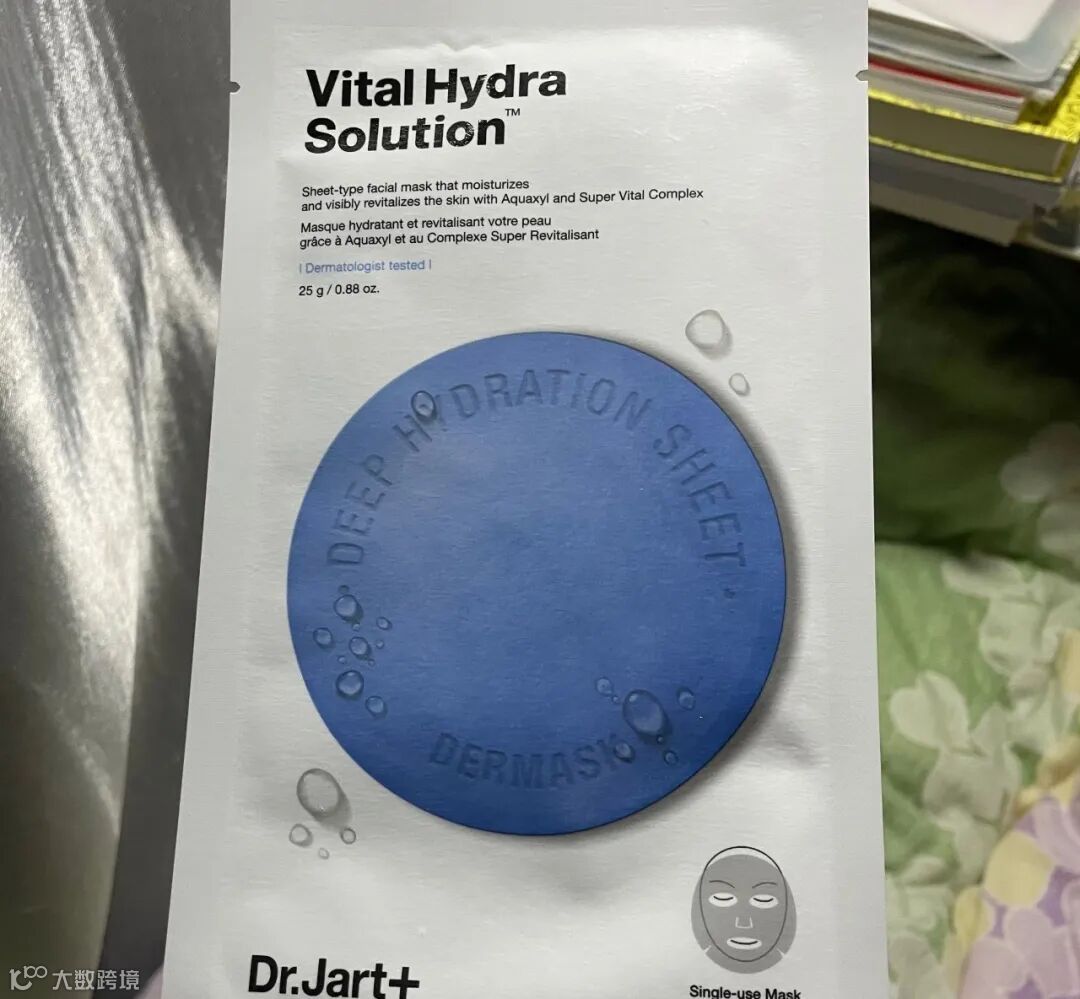 Vital Hydra
Solution™
Sheet-type facial mask that moisturizes
and visibly revitalizes the skin with Aquaxyl and Super Vital Complex
Masque hydratant et revitalisant votre peau
grâce à Aquaxyl et au Complexe Super Revitalisant
| Dermatologist tested |
25 g / 0.88 oz.
DEEP HYDRATION SHEET
DERMASK
Dr.Jart+
Single-use Mask
大数跨境